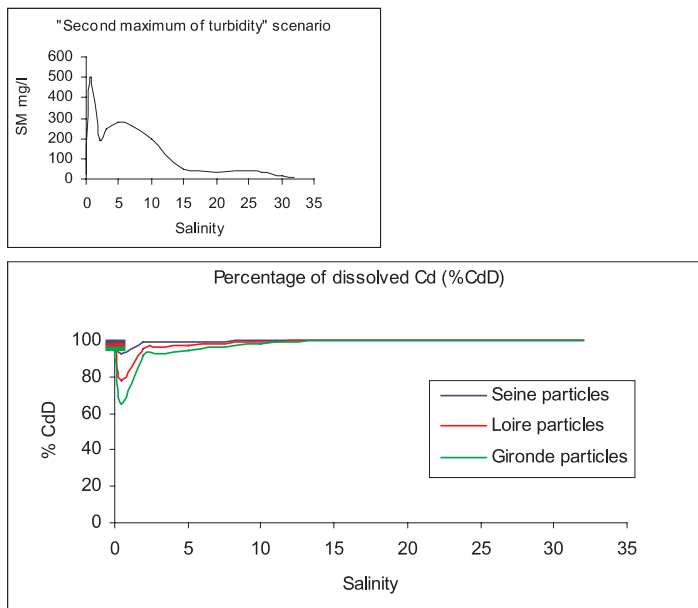 "Second maximum of turbidity" scenario
SM mg/l
600
500
400
300
200
100
0
0 5 10 15 20 25 30 35
Salinity
Percentage of dissolved Cd (%CdD)
% CdD
100
80
60
40
20
0
Seine particles
Loire particles
Gironde particles
0 5 10 15 20 25 30 35
Salinity